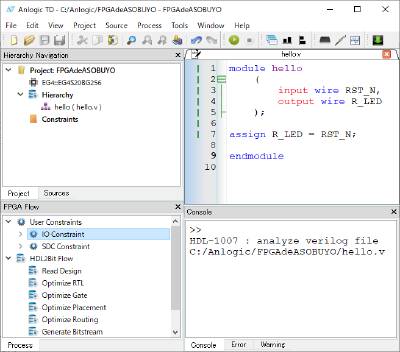 Anlogic TD - C:/Anlogic/FPGAdeASOBUYO/ - FPGAdeASOBUYO
File Edit View Project Source Process Tools Window Help
Hierarchy Navigation
Project: FPGAdeASOBUYO
EG4::EG4S20BG256
Hierarchy
hello ( hello.v )
Constraints
Project Sources
FPGA Flow
User Constraints
IO Constraint
SDC Constraint
HDL2Bit Flow
Read Design
Optimize RTL
Optimize Gate
Optimize Placement
Optimize Routing
Generate Bitstream
Process
hello.v
1 module hello
2 (
3 input wire RST_N,
4 output wire R_LED
5 );
6
7 assign R_LED = RST_N;
8
9 endmodule
10
Console
>>
HDL-1007 : analyze verilog file
C:/Anlogic/FPGAdeASOBUYO/hello.v
Console Error Warning